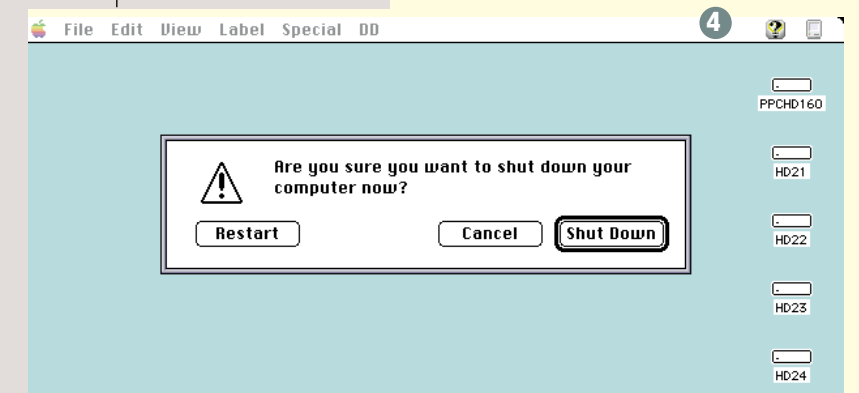 4
File Edit View Label Special DD
PPCHD160
Are you sure you want to shut down your
computer now?
HD21
Restart Cancel Shut Down
HD22
HD23
HD24